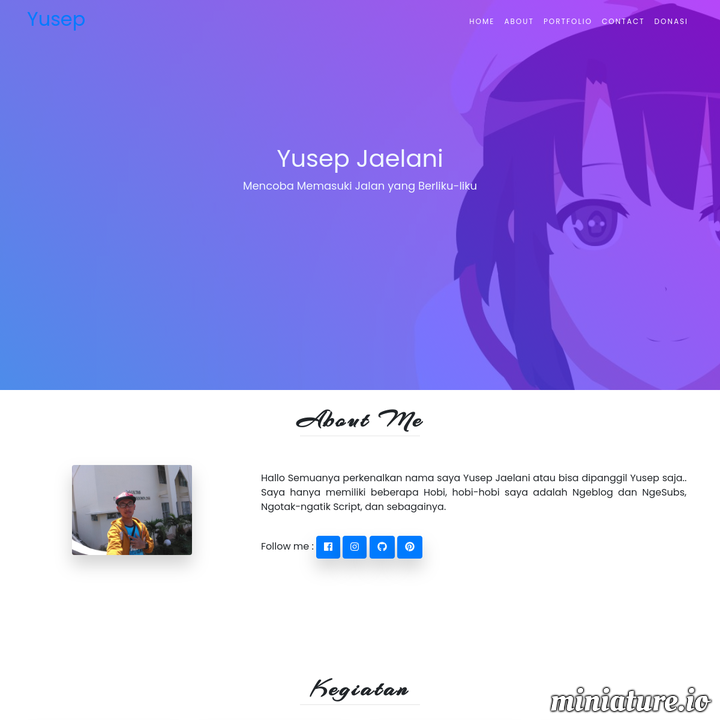 Yusep
HOME ABOUT PORTFOLIO CONTACT DONASI
Yusep Jaelani
Mencoba Memasuki Jalan yang Berliku-liku
About Me
Hallo Semuanya perkenalkan nama saya Yusep Jaelani atau bisa dipanggil Yusep saja..
Saya hanya memiliki beberapa Hobi, hobi-hobi saya adalah Ngeblog dan NgeSubs,
Ngotak-ngatik Script, dan sebagainya.
Follow me :
Kegiatan
miniature.io